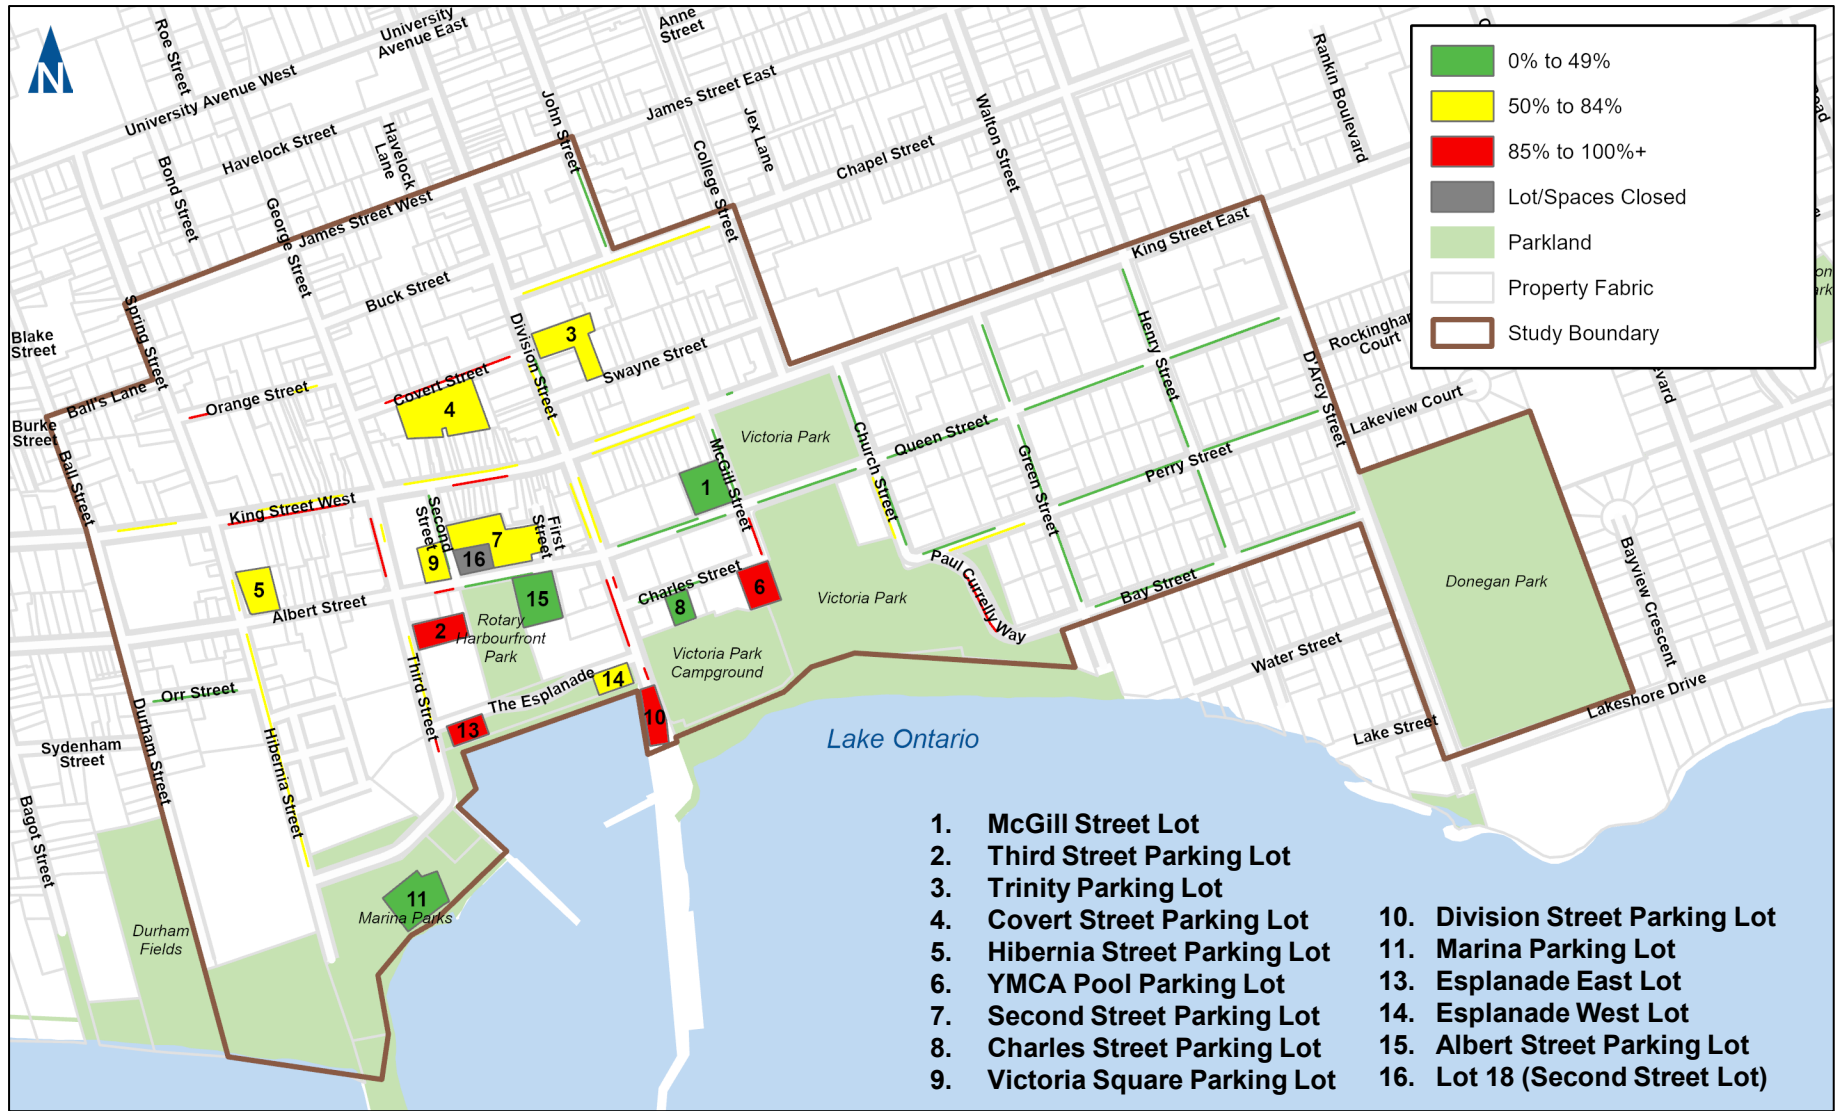 N
Roe Street
University Avenue West
University
Avenue East
Anne
Street
Havelock Street
Havelock
Lane
Bond Street
George Street
James Street West
John Street
James Street East
Jex Lane
College Street
Chapel Street
Walton Street
Rankin Boulevard
King Street East
Buck Street
Blake
Street
Spring Street
Ball's Lane
Burke
Street
Orange Street
Covert Street
Division Street
Swayne Street
Henry Street
D'Arcy Street
Rockingham
Court
Lakeview Court
Ball Street
King Street West
Second
Street
First
Street
McGill Street
Victoria Park
Church Street
Queen Street
Green Street
Perry Street
Paul Currelly Way
Bay Street
Albert Street
Charles Street
Rotary
Harbourfront
Park
Victoria Park
Victoria Park
Campground
Donegan Park
Bayview Crescent
Water Street
Lakeshore Drive
Lake Street
Orr Street
The Esplanade
Third Street
Durham Street
Sydenham
Street
Hibernia Street
Bagot Street
Durham
Fields
Marina Parks
Lake Ontario
1
2
3
4
5
6
7
8
9
10
11
13
14
15
16
0% to 49%
50% to 84%
85% to 100%+
Lot/Spaces Closed
Parkland
Property Fabric
Study Boundary
1. McGill Street Lot
2. Third Street Parking Lot
3. Trinity Parking Lot
4. Covert Street Parking Lot
5. Hibernia Street Parking Lot
6. YMCA Pool Parking Lot
7. Second Street Parking Lot
8. Charles Street Parking Lot
9. Victoria Square Parking Lot
10. Division Street Parking Lot
11. Marina Parking Lot
13. Esplanade East Lot
14. Esplanade West Lot
15. Albert Street Parking Lot
16. Lot 18 (Second Street Lot)